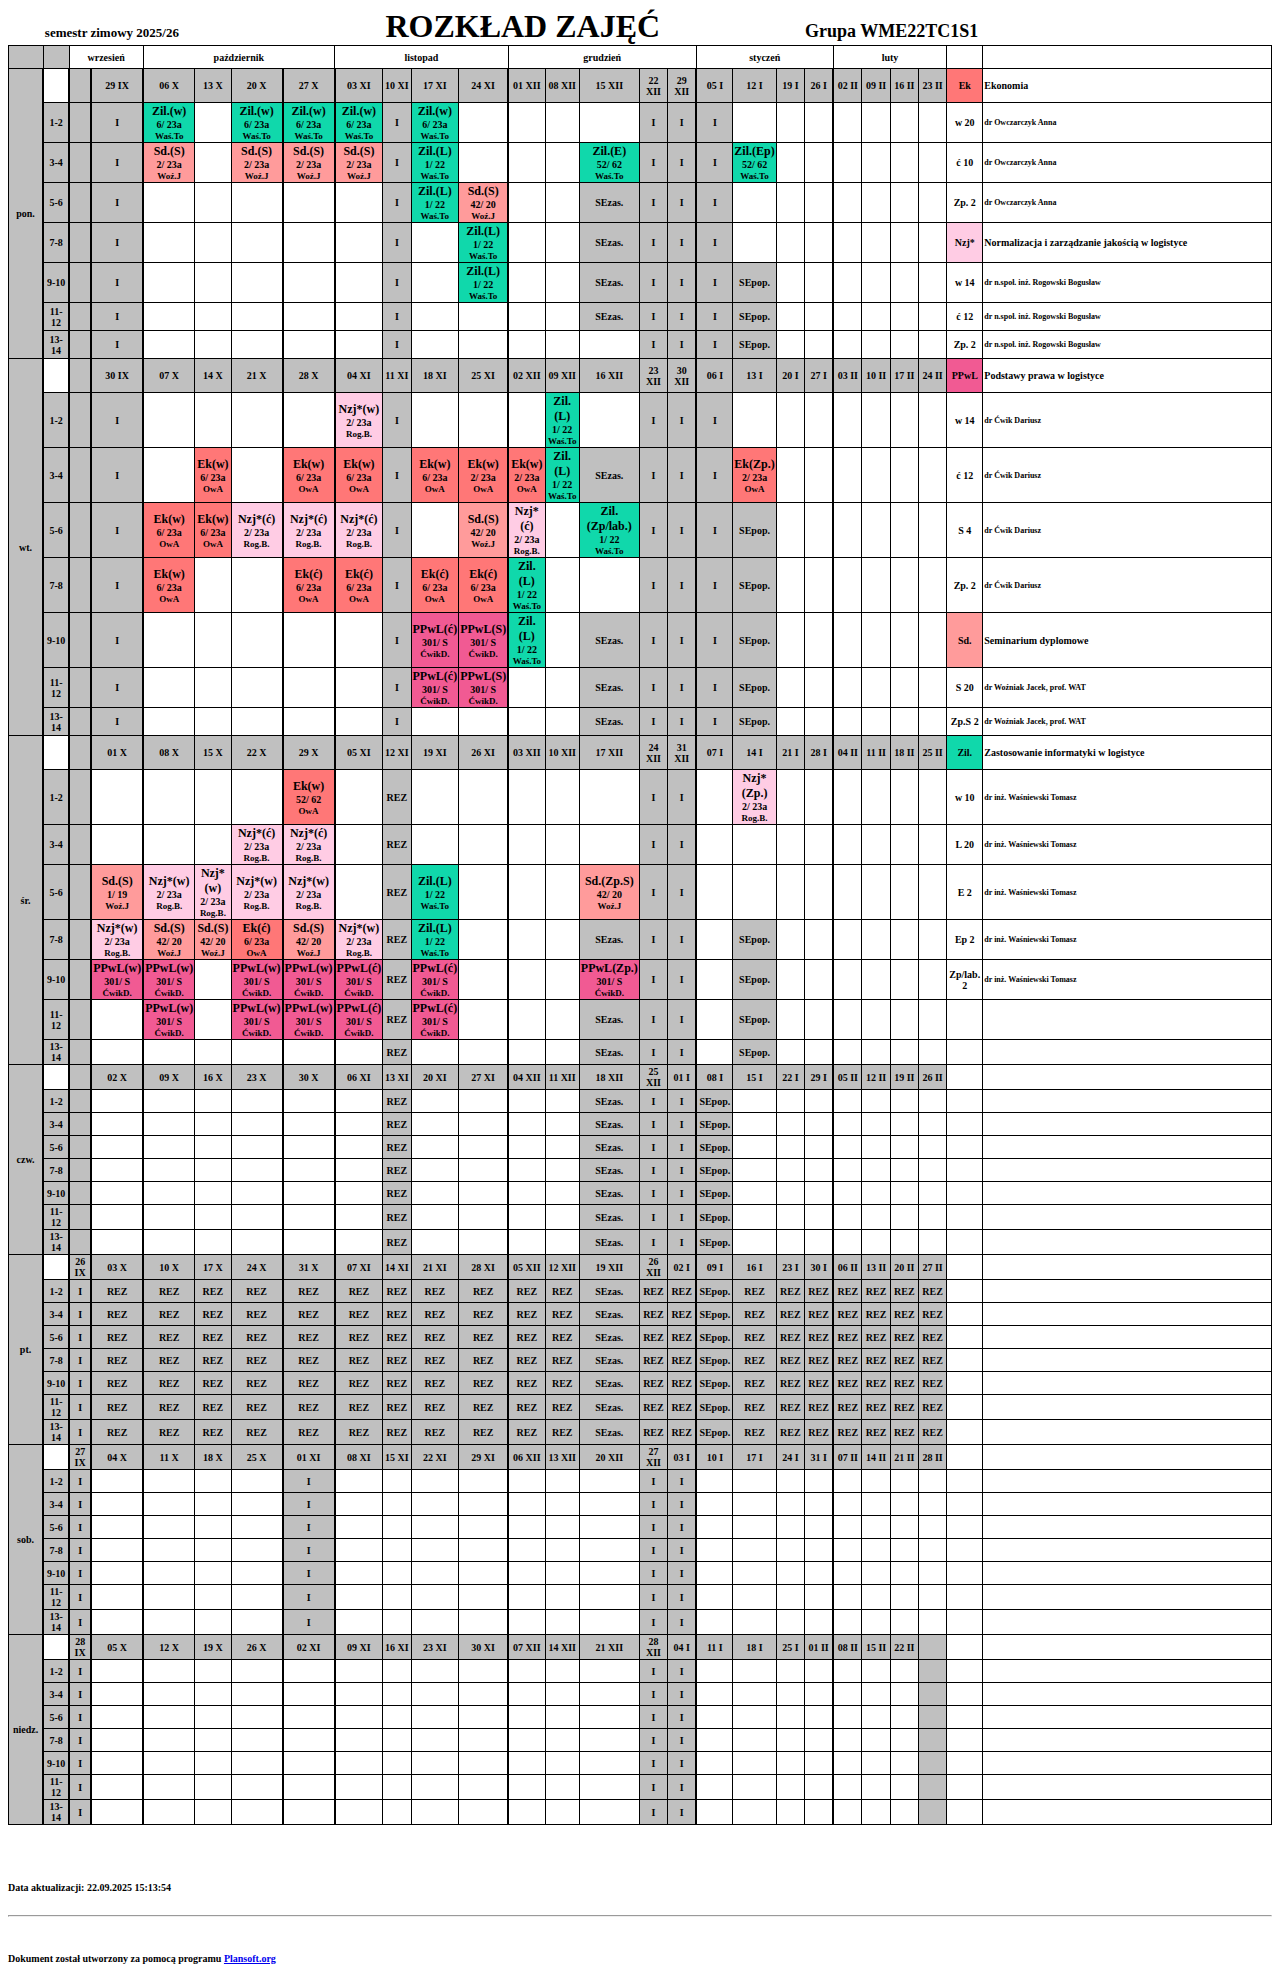 semestr zimowy 2025/26 ROZKŁAD ZAJĘĆ Grupa WME22TC1S1
wrzesień październik listopad grudzień styczeń luty
pon. 29 IX 06 X 13 X 20 X 27 X 03 XI 10 XI 17 XI 24 XI 01 XII 08 XII 15 XII 22 XII 29 XII 05 I 12 I 19 I 26 I 02 II 09 II 16 II 23 II Ek Ekonomia
1-2 I Zil.(w) 6/ 23a Waś.To Zil.(w) 6/ 23a Waś.To Zil.(w) 6/ 23a Waś.To Zil.(w) 6/ 23a Waś.To I Zil.(w) 6/ 23a Waś.To I I I w 20 dr Owczarczyk Anna
3-4 I Sd.(S) 2/ 23a Woź.J Sd.(S) 2/ 23a Woź.J Sd.(S) 2/ 23a Woź.J Sd.(S) 2/ 23a Woź.J I Zil.(L) 1/ 22 Waś.To Zil.(E) 52/ 62 Waś.To I I I Zil.(Ep) 52/ 62 Waś.To ć 10 dr Owczarczyk Anna
5-6 I I Zil.(L) 1/ 22 Waś.To Sd.(S) 42/ 20 Woź.J SEzas. I I I Zp. 2 dr Owczarczyk Anna
7-8 I I Zil.(L) 1/ 22 Waś.To SEzas. I I I Nzj* Normalizacja i zarządzanie jakością w logistyce
9-10 I I Zil.(L) 1/ 22 Waś.To SEzas. I I I SEpop. w 14 dr n.społ. inż. Rogowski Bogusław
11-12 I I SEzas. I I I SEpop. ć 12 dr n.społ. inż. Rogowski Bogusław
13-14 I I I I I SEpop. Zp. 2 dr n.społ. inż. Rogowski Bogusław
wt. 30 IX 07 X 14 X 21 X 28 X 04 XI 11 XI 18 XI 25 XI 02 XII 09 XII 16 XII 23 XII 30 XII 06 I 13 I 20 I 27 I 03 II 10 II 17 II 24 II PPwL Podstawy prawa w logistyce
1-2 I Nzj*(w) 2/ 23a Rog.B. I Zil.(L) 1/ 22 Waś.To I I I w 14 dr Ćwik Dariusz
3-4 I Ek(w) 6/ 23a OwA Ek(w) 6/ 23a OwA Ek(w) 6/ 23a OwA I Ek(w) 6/ 23a OwA Ek(w) 2/ 23a OwA Ek(w) 2/ 23a OwA Zil.(L) 1/ 22 Waś.To SEzas. I I I Ek(Zp.) 2/ 23a OwA ć 12 dr Ćwik Dariusz
5-6 I Ek(w) 6/ 23a OwA Ek(w) 6/ 23a OwA Nzj*(ć) 2/ 23a Rog.B. Nzj*(ć) 2/ 23a Rog.B. Nzj*(ć) 2/ 23a Rog.B. I Sd.(S) 42/ 20 Woź.J Nzj*(ć) 2/ 23a Rog.B. Zil.(Zp/lab.) 1/ 22 Waś.To I I I SEpop. S 4 dr Ćwik Dariusz
7-8 I Ek(w) 6/ 23a OwA Ek(ć) 6/ 23a OwA Ek(ć) 6/ 23a OwA I Ek(ć) 6/ 23a OwA Ek(ć) 6/ 23a OwA Zil.(L) 1/ 22 Waś.To I I I SEpop. Zp. 2 dr Ćwik Dariusz
9-10 I I PPwL(ć) 301/ S ĆwikD. PPwL(S) 301/ S ĆwikD. Zil.(L) 1/ 22 Waś.To SEzas. I I I SEpop. Sd. Seminarium dyplomowe
11-12 I I PPwL(ć) 301/ S ĆwikD. PPwL(S) 301/ S ĆwikD. SEzas. I I I SEpop. S 20 dr Woźniak Jacek, prof. WAT
13-14 I I SEzas. I I I SEpop. Zp.S 2 dr Woźniak Jacek, prof. WAT
śr. 01 X 08 X 15 X 22 X 29 X 05 XI 12 XI 19 XI 26 XI 03 XII 10 XII 17 XII 24 XII 31 XII 07 I 14 I 21 I 28 I 04 II 11 II 18 II 25 II Zil. Zastosowanie informatyki w logistyce
1-2 Ek(w) 52/ 62 OwA REZ I I Nzj*(Zp.) 2/ 23a Rog.B. w 10 dr inż. Waśniewski Tomasz
3-4 Nzj*(ć) 2/ 23a Rog.B. Nzj*(ć) 2/ 23a Rog.B. REZ I I L 20 dr inż. Waśniewski Tomasz
5-6 Sd.(S) 1/ 19 Woź.J Nzj*(w) 2/ 23a Rog.B. Nzj*(w) 2/ 23a Rog.B. Nzj*(w) 2/ 23a Rog.B. Nzj*(w) 2/ 23a Rog.B. REZ Zil.(L) 1/ 22 Waś.To Sd.(Zp.S) 42/ 20 Woź.J I I E 2 dr inż. Waśniewski Tomasz
7-8 Nzj*(w) 2/ 23a Rog.B. Sd.(S) 42/ 20 Woź.J Sd.(S) 42/ 20 Woź.J Ek(ć) 6/ 23a OwA Sd.(S) 42/ 20 Woź.J Nzj*(w) 2/ 23a Rog.B. REZ Zil.(L) 1/ 22 Waś.To SEzas. I I SEpop. Ep 2 dr inż. Waśniewski Tomasz
9-10 PPwL(w) 301/ S ĆwikD. PPwL(w) 301/ S ĆwikD. PPwL(w) 301/ S ĆwikD. PPwL(w) 301/ S ĆwikD. PPwL(ć) 301/ S ĆwikD. REZ PPwL(ć) 301/ S ĆwikD. PPwL(Zp.) 301/ S ĆwikD. I I SEpop. Zp/lab. 2 dr inż. Waśniewski Tomasz
11-12 PPwL(w) 301/ S ĆwikD. PPwL(w) 301/ S ĆwikD. PPwL(w) 301/ S ĆwikD. PPwL(ć) 301/ S ĆwikD. REZ PPwL(ć) 301/ S ĆwikD. SEzas. I I SEpop.
13-14 REZ SEzas. I I SEpop.
czw. 02 X 09 X 16 X 23 X 30 X 06 XI 13 XI 20 XI 27 XI 04 XII 11 XII 18 XII 25 XII 01 I 08 I 15 I 22 I 29 I 05 II 12 II 19 II 26 II
1-2 REZ SEzas. I I SEpop.
3-4 REZ SEzas. I I SEpop.
5-6 REZ SEzas. I I SEpop.
7-8 REZ SEzas. I I SEpop.
9-10 REZ SEzas. I I SEpop.
11-12 REZ SEzas. I I SEpop.
13-14 REZ SEzas. I I SEpop.
pt. 26 IX 03 X 10 X 17 X 24 X 31 X 07 XI 14 XI 21 XI 28 XI 05 XII 12 XII 19 XII 26 XII 02 I 09 I 16 I 23 I 30 I 06 II 13 II 20 II 27 II
1-2 I REZ REZ REZ REZ REZ REZ REZ REZ REZ REZ REZ SEzas. REZ REZ SEpop. REZ REZ REZ REZ REZ REZ REZ
3-4 I REZ REZ REZ REZ REZ REZ REZ REZ REZ REZ REZ SEzas. REZ REZ SEpop. REZ REZ REZ REZ REZ REZ REZ
5-6 I REZ REZ REZ REZ REZ REZ REZ REZ REZ REZ REZ SEzas. REZ REZ SEpop. REZ REZ REZ REZ REZ REZ REZ
7-8 I REZ REZ REZ REZ REZ REZ REZ REZ REZ REZ REZ SEzas. REZ REZ SEpop. REZ REZ REZ REZ REZ REZ REZ
9-10 I REZ REZ REZ REZ REZ REZ REZ REZ REZ REZ REZ SEzas. REZ REZ SEpop. REZ REZ REZ REZ REZ REZ REZ
11-12 I REZ REZ REZ REZ REZ REZ REZ REZ REZ REZ REZ SEzas. REZ REZ SEpop. REZ REZ REZ REZ REZ REZ REZ
13-14 I REZ REZ REZ REZ REZ REZ REZ REZ REZ REZ REZ SEzas. REZ REZ SEpop. REZ REZ REZ REZ REZ REZ REZ
sob. 27 IX 04 X 11 X 18 X 25 X 01 XI 08 XI 15 XI 22 XI 29 XI 06 XII 13 XII 20 XII 27 XII 03 I 10 I 17 I 24 I 31 I 07 II 14 II 21 II 28 II
1-2 I I I I
3-4 I I I I
5-6 I I I I
7-8 I I I I
9-10 I I I I
11-12 I I I I
13-14 I I I I
niedz. 28 IX 05 X 12 X 19 X 26 X 02 XI 09 XI 16 XI 23 XI 30 XI 07 XII 14 XII 21 XII 28 XII 04 I 11 I 18 I 25 I 01 II 08 II 15 II 22 II
1-2 I I I
3-4 I I I
5-6 I I I
7-8 I I I
9-10 I I I
11-12 I I I
13-14 I I I
Data aktualizacji: 22.09.2025 15:13:54
Dokument został utworzony za pomocą programu Plansoft.org